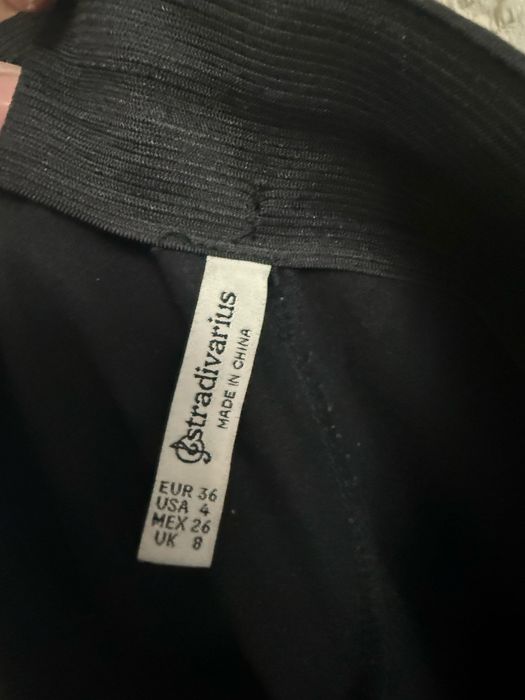 stradivarius
MADE IN CHINA
EUR 36
USA 4
MEX 26
UK 8